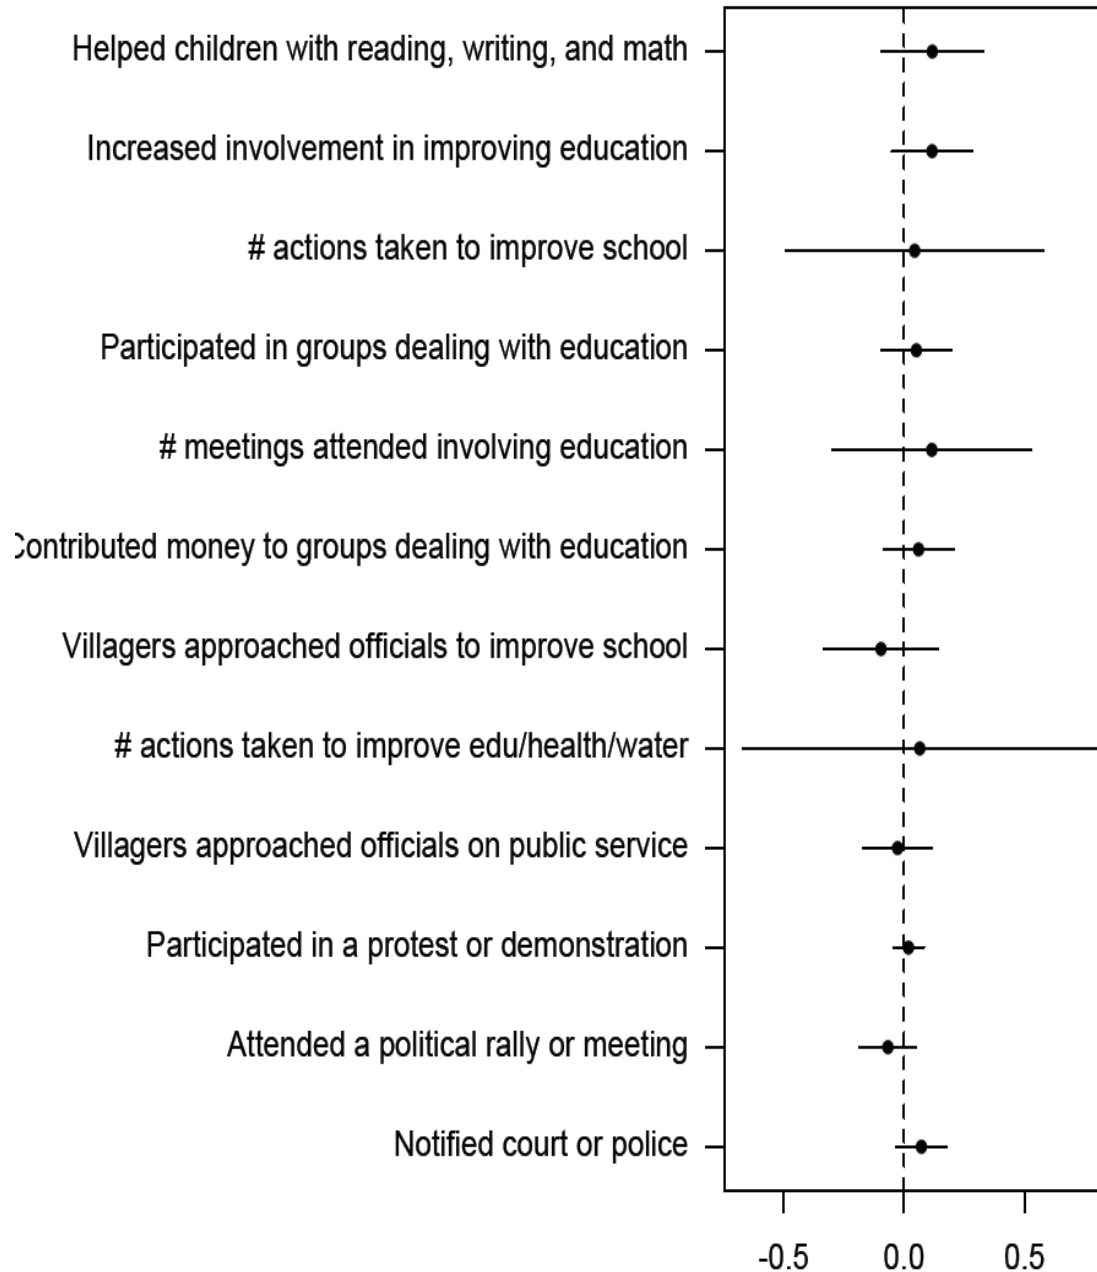 Helped children with reading, writing, and math
Increased involvement in improving education
# actions taken to improve school
Participated in groups dealing with education
# meetings attended involving education
Contributed money to groups dealing with education
Villagers approached officials to improve school
# actions taken to improve edu/health/water
Villagers approached officials on public service
Participated in a protest or demonstration
Attended a political rally or meeting
Notified court or police
-0.5 0.0 0.5